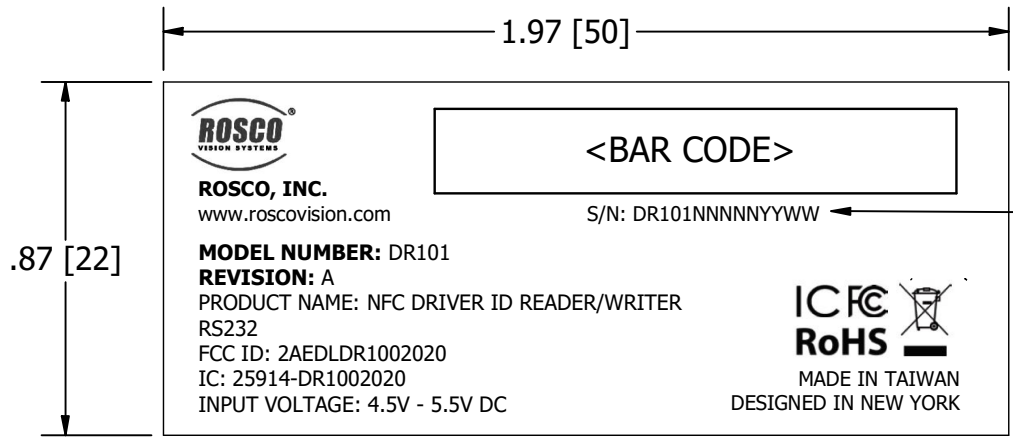 1.97 [50]
.87 [22]
ROSCO®
VISION SYSTEMS
ROSCO, INC.
www.roscovision.com
<BAR CODE>
S/N: DR101NNNNNYYWW
MODEL NUMBER: DR101
REVISION: A
PRODUCT NAME: NFC DRIVER ID READER/WRITER
RS232
FCC ID: 2AEDLDR1002020
IC: 25914-DR1002020
INPUT VOLTAGE: 4.5V - 5.5V DC
IC FC
RoHS
MADE IN TAIWAN
DESIGNED IN NEW YORK